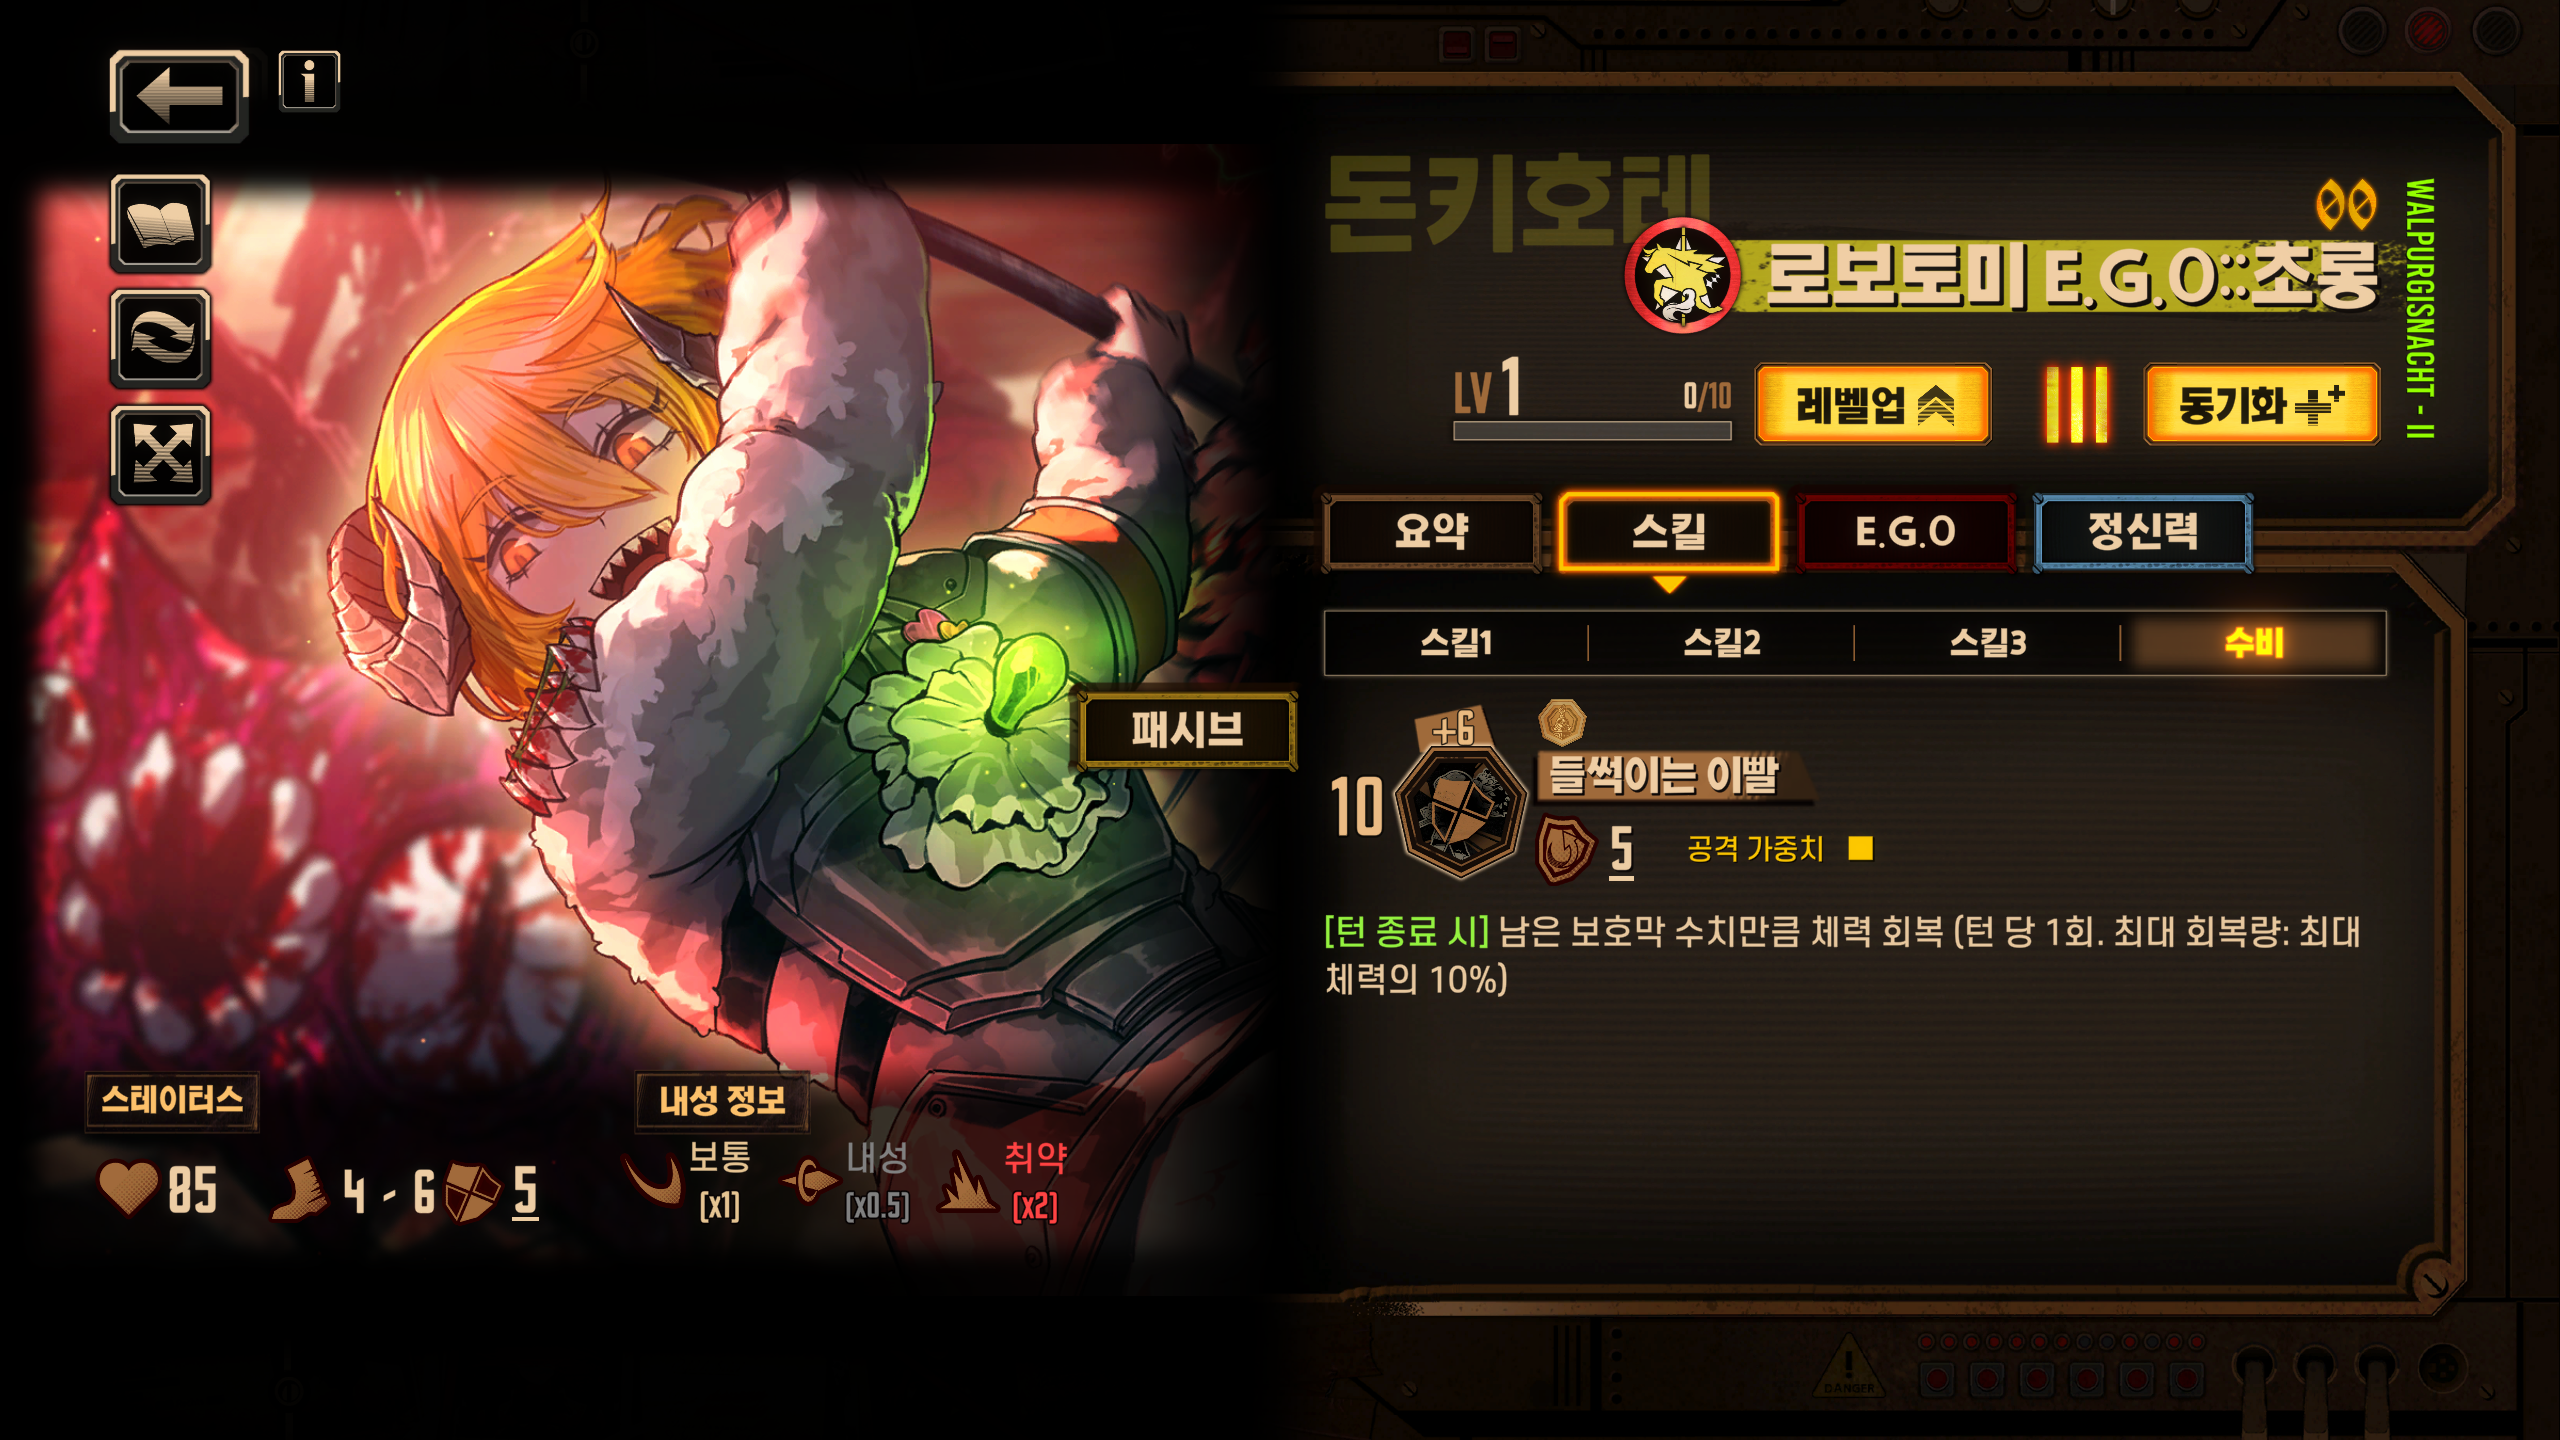 돈키호테
로보토미 E.G.O::초롱
WALPURGISNACHT - II
LV 1
0/10
레벨업
동기화
요약
스킬
E.G.O
정신력
스킬1
스킬2
스킬3
수비
패시브
+6
10
들썩이는 이빨
5
공격 가중치
[턴 종료 시] 남은 보호막 수치만큼 체력 회복 (턴 당 1회. 최대 회복량: 최대
체력의 10%)
스테이터스
85
4 - 6
5
내성 정보
보통
[x1]
내성
[x0.5]
취약
[x2]
DANGER